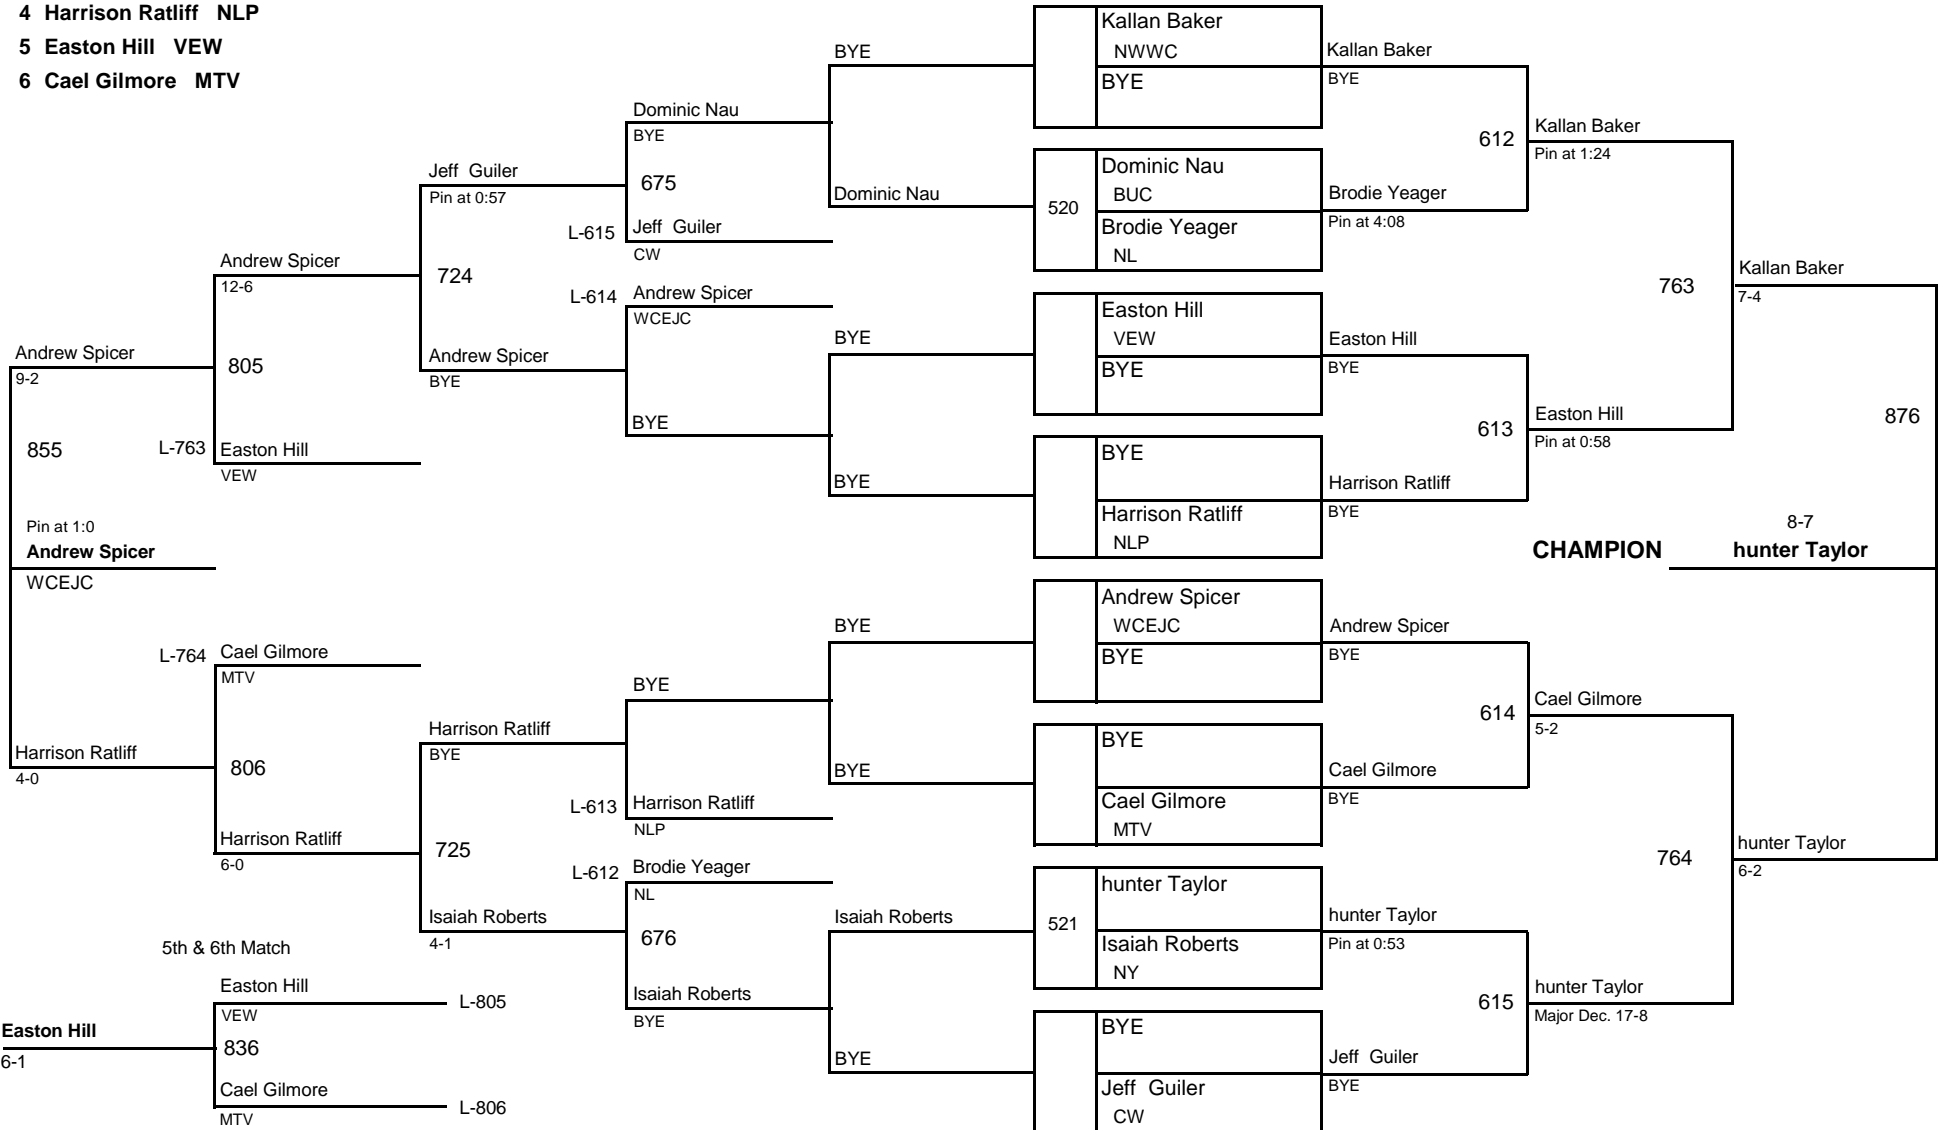 4 Harrison Ratliff NLP
5 Easton Hill VEW
6 Cael Gilmore MTV
Kallan Baker
NWWC
BYE
Dominic Nau
BUC
520
Brodie Yeager
NL
Easton Hill
VEW
BYE
BYE
Harrison Ratliff
NLP
Andrew Spicer
WCEJC
BYE
BYE
Cael Gilmore
MTV
hunter Taylor
521
Isaiah Roberts
NY
BYE
Jeff Guiler
CW
Kallan Baker
BYE
612
Brodie Yeager
Pin at 4:08
Easton Hill
BYE
613
Harrison Ratliff
BYE
Andrew Spicer
BYE
614
Cael Gilmore
BYE
hunter Taylor
Pin at 0:53
615
Jeff Guiler
BYE
Kallan Baker
Pin at 1:24
763
Easton Hill
Pin at 0:58
Cael Gilmore
5-2
764
hunter Taylor
Major Dec. 17-8
Kallan Baker
7-4
876
8-7
CHAMPION hunter Taylor
hunter Taylor
6-2
BYE
Dominic Nau
BYE
BYE
BYE
BYE
Isaiah Roberts
BYE
Dominic Nau
BYE
675
L-615 Jeff Guiler
CW
L-614 Andrew Spicer
WCEJC
BYE
BYE
L-613 Harrison Ratliff
NLP
L-612 Brodie Yeager
NL
676
Isaiah Roberts
BYE
Jeff Guiler
Pin at 0:57
724
Andrew Spicer
BYE
Harrison Ratliff
BYE
725
Isaiah Roberts
4-1
Andrew Spicer
12-6
805
L-763 Easton Hill
VEW
L-764 Cael Gilmore
MTV
806
Harrison Ratliff
6-0
Andrew Spicer
9-2
855
Pin at 1:0
Andrew Spicer
WCEJC
Harrison Ratliff
4-0
5th & 6th Match
Easton Hill L-805
VEW
Easton Hill
836
6-1
Cael Gilmore L-806
MTV